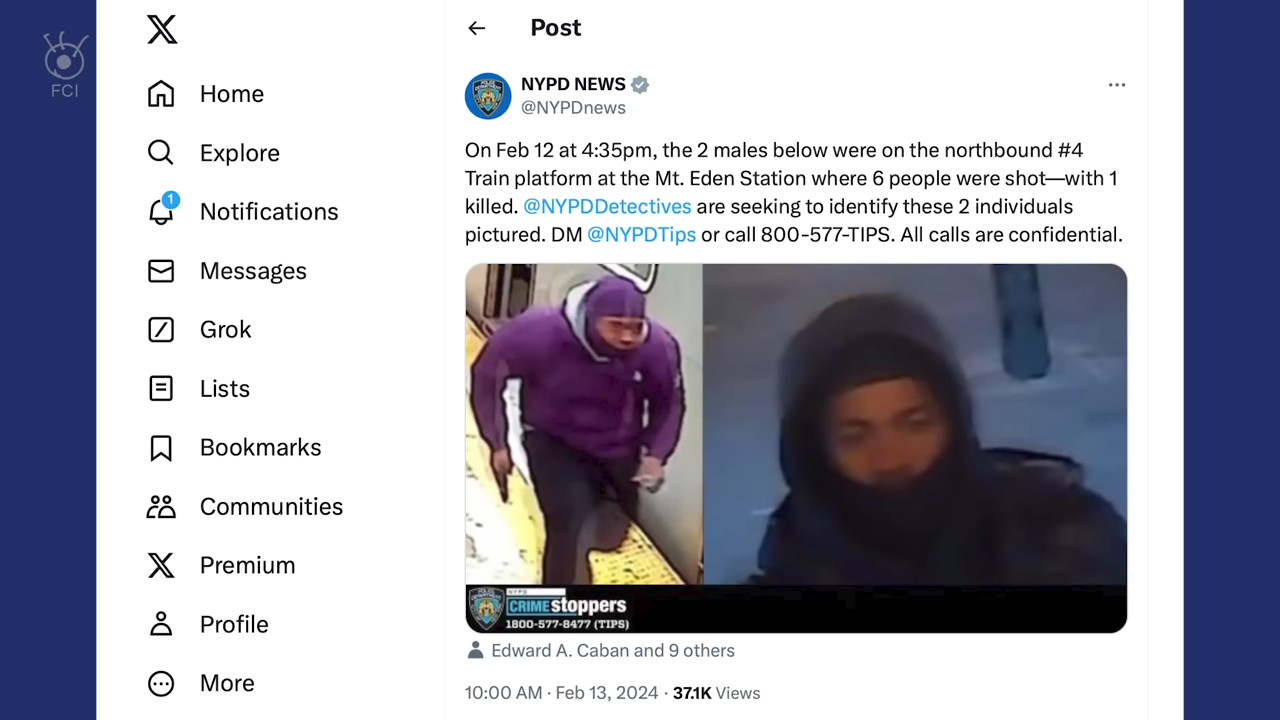 FCI
Home
Explore
1
Notifications
Messages
Grok
Lists
Bookmarks
Communities
Premium
Profile
More
Post
NYPD NEWS
@NYPDnews
On Feb 12 at 4:35pm, the 2 males below were on the northbound #4
Train platform at the Mt. Eden Station where 6 people were shot—with 1
killed. @NYPDDetectives are seeking to identify these 2 individuals
pictured. DM @NYPDTips or call 800-577-TIPS. All calls are confidential.
NYPD
CRIMEstoppers
1800-577-8477 (TIPS)
Edward A. Caban and 9 others
10:00 AM · Feb 13, 2024 · 37.1K Views